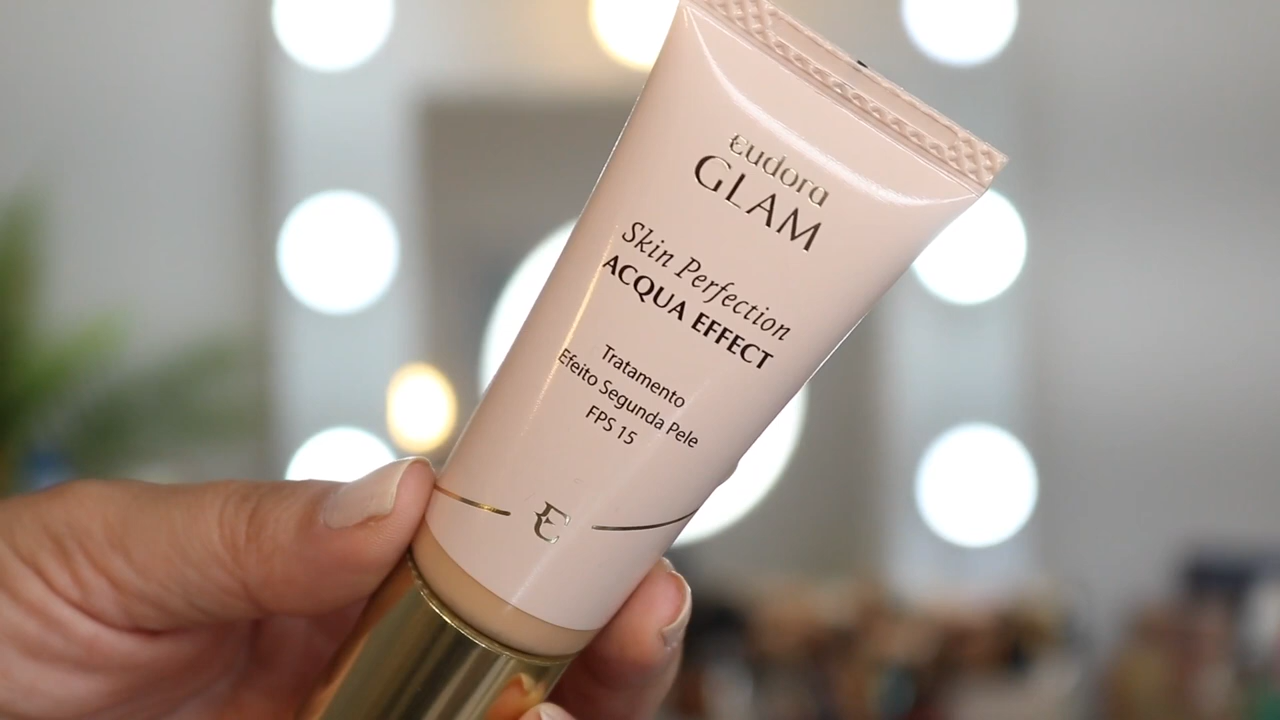 Eudora
GLAM
Skin Perfection
ACQUA EFFECT
Tratamento
Efeito Segunda Pele
FPS 15
E